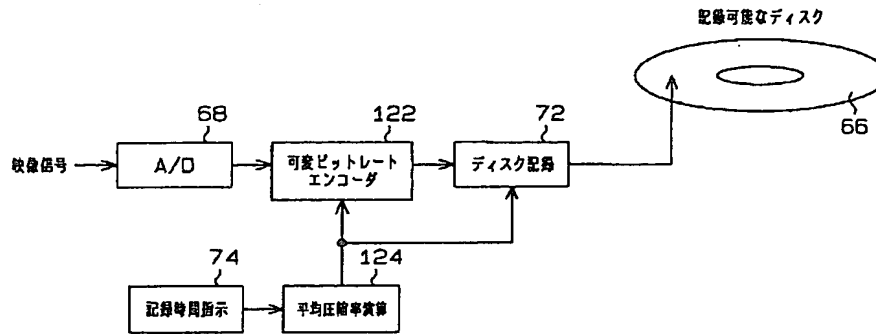 記録可能なディスク
66
68
122
72
映像信号
A/D
可変ビットレート
エンコーダ
ディスク記録
74
124
記録時間指示
平均圧縮率演算